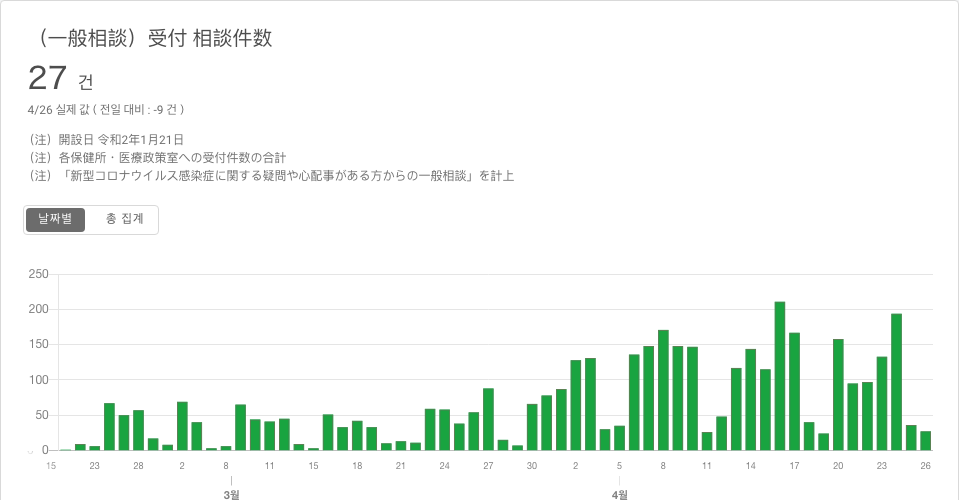 （一般相談）受付 相談件数
27 건
4/26 실제 값 ( 전일 대비 : -9 건 )
（注）開設日 令和2年1月21日
（注）各保健所・医療政策室への受付件数の合計
（注）「新型コロナウイルス感染症に関する疑問や心配事がある方からの一般相談」を計上
날짜별 총 집계
250
200
150
100
50
0
15 23 28 2 8 11 15 18 21 24 27 30 2 5 8 11 14 17 20 23 26
3월 4월